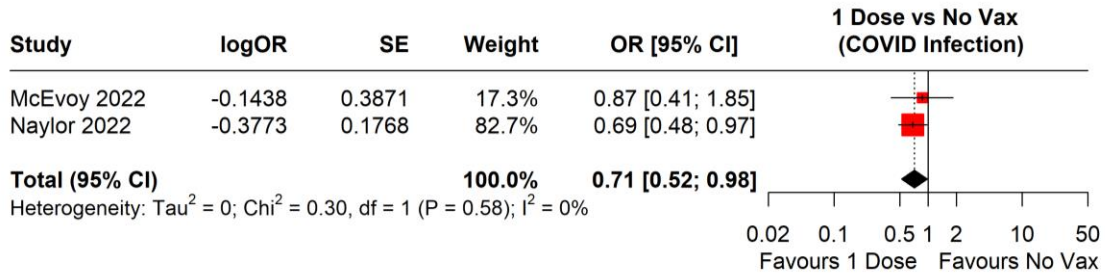 1 Dose vs No Vax
Study logOR SE Weight OR [95% CI] (COVID Infection)
McEvoy 2022 -0.1438 0.3871 17.3% 0.87 [0.41; 1.85]
Naylor 2022 -0.3773 0.1768 82.7% 0.69 [0.48; 0.97]
Total (95% CI) 100.0% 0.71 [0.52; 0.98]
Heterogeneity: Tau² = 0; Chi² = 0.30, df = 1 (P = 0.58); I² = 0%
0.02 0.1 0.5 1 2 10 50
Favours 1 Dose Favours No Vax